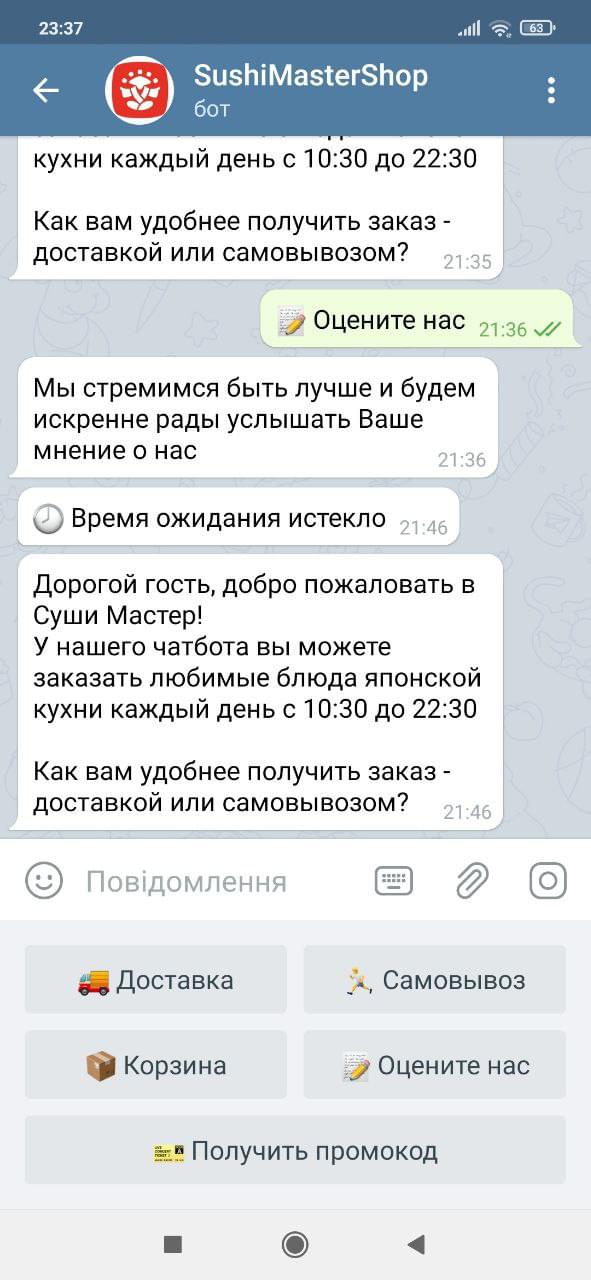 23:37
63
SushiMasterShop
бот
кухни каждый день с 10:30 до 22:30
Как вам удобнее получить заказ -
доставкой или самовывозом?
21:35
Оцените нас
21:36
Мы стремимся быть лучше и будем
искренне рады услышать Ваше
мнение о нас
21:36
Время ожидания истекло
21:46
Дорогой гость, добро пожаловать в
Суши Мастер!
У нашего чатбота вы можете
заказать любимые блюда японской
кухни каждый день с 10:30 до 22:30
Как вам удобнее получить заказ -
доставкой или самовывозом?
21:46
Повідомлення
Доставка
Самовывоз
Корзина
Оцените нас
Получить промокод